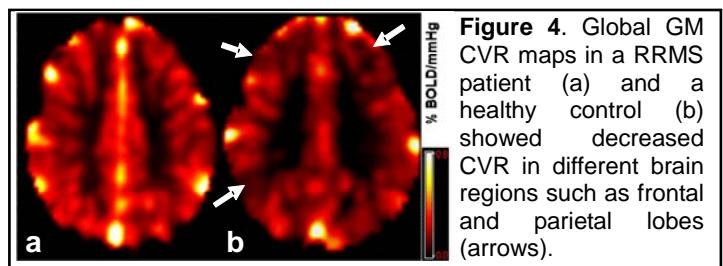 Figure 4. Global GM
CVR maps in a RRMS
patient (a) and a
healthy control (b)
showed decreased
CVR in different brain
regions such as frontal
and parietal lobes
(arrows).
% BOLD/mmHg
a
b